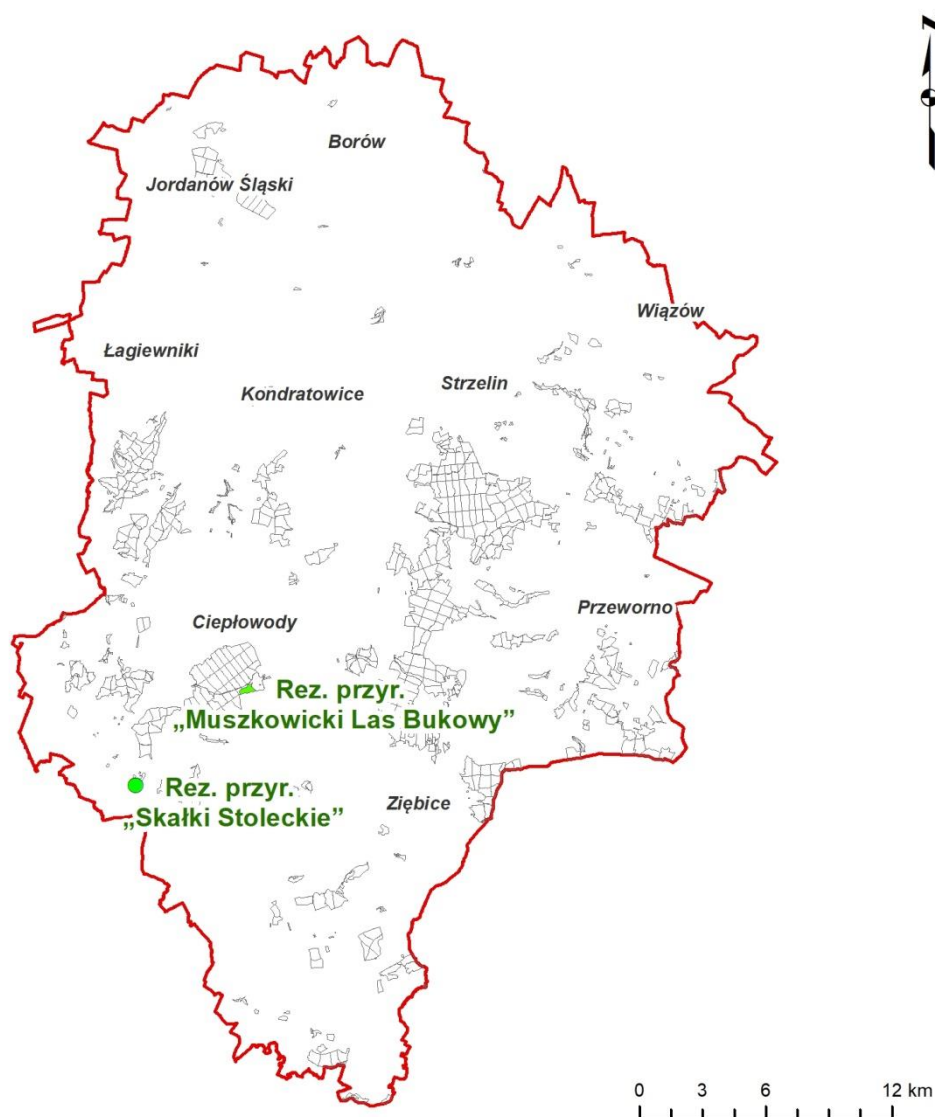 N
Borów
Jordanów Śląski
Wiązów
Łagiewniki
Kondratowice
Strzelin
Przeworno
Ciepłowody
Rez. przyr.
„Muszkowicki Las Bukowy”
Rez. przyr.
„Skałki Stoleckie”
Ziębice
0 3 6 12 km